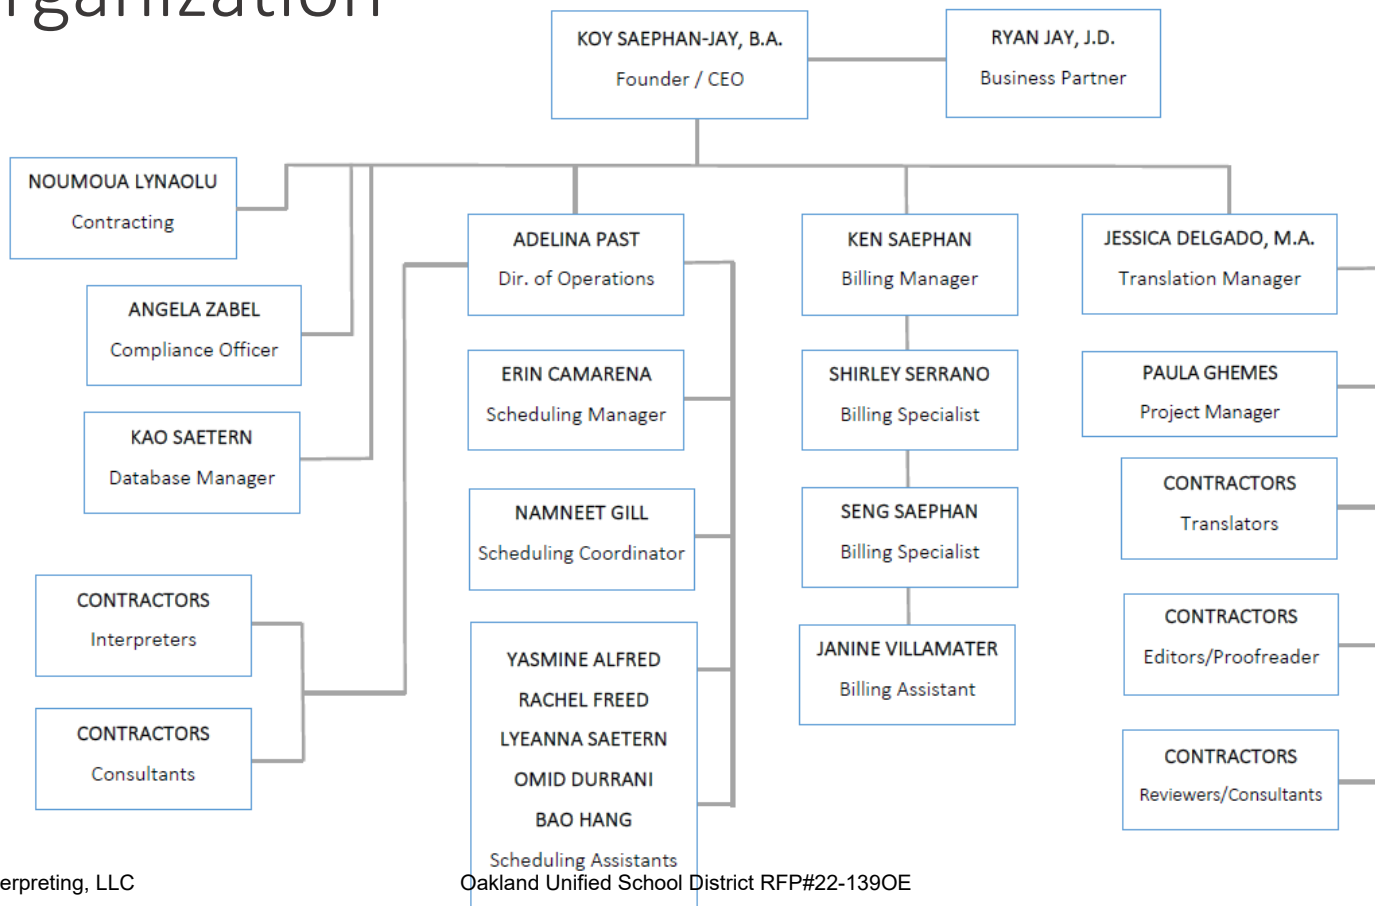 rganization
KOY SAEPHAN-JAY, B.A.
Founder / CEO
RYAN JAY, J.D.
Business Partner
NOUMOUA LYNAOLU
Contracting
ANGELA ZABEL
Compliance Officer
KAO SAETERN
Database Manager
CONTRACTORS
Interpreters
CONTRACTORS
Consultants
ADELINA PAST
Dir. of Operations
ERIN CAMARENA
Scheduling Manager
NAMNEET GILL
Scheduling Coordinator
YASMINE ALFRED
RACHEL FREED
LYEANNA SAETERN
OMID DURRANI
BAO HANG
Scheduling Assistants
KEN SAEPHAN
Billing Manager
SHIRLEY SERRANO
Billing Specialist
SENG SAEPHAN
Billing Specialist
JANINE VILLAMATER
Billing Assistant
JESSICA DELGADO, M.A.
Translation Manager
PAULA GHEMES
Project Manager
CONTRACTORS
Translators
CONTRACTORS
Editors/Proofreader
CONTRACTORS
Reviewers/Consultants
erpreting, LLC
Oakland Unified School District RFP#22-139OE